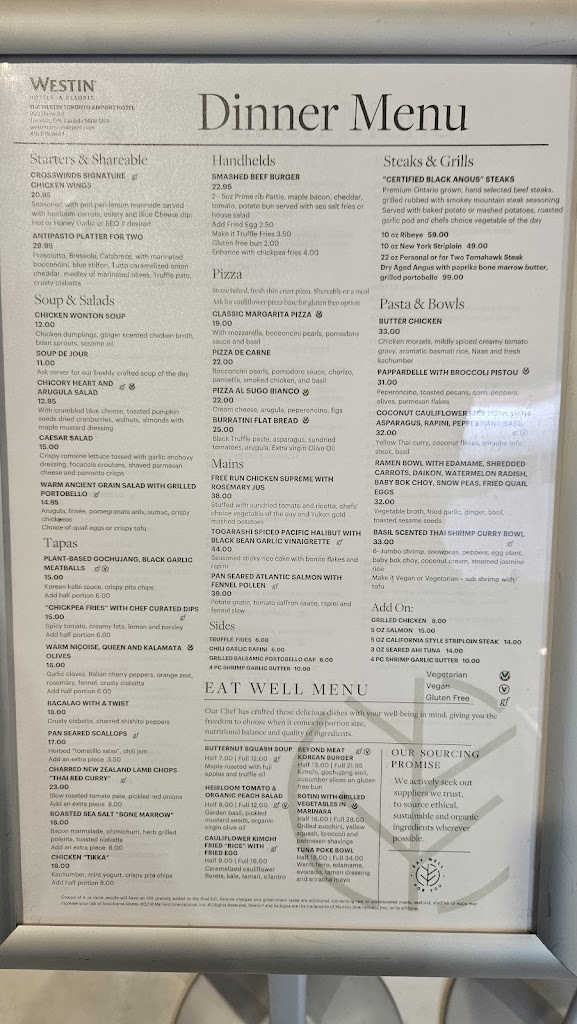 WESTIN
HOTELS & RESORTS
THE WESTIN TORONTO AIRPORT HOTEL
Toronto, ON, Canada M9W
Dinner Menu
Starters & Shareable
CROSSWINDS SIGNATURE
CHICKEN WINGS
20.95
Seasoned with peri peri lemon marinade served
with heirloom carrots, celery and Blue Cheese dip
Hot or Honey Garlic or BBQ if desired
ANTIPASTO PLATTER FOR TWO
29.95
Prosciutto, Bresaola, Calabrese, with marinated
bocconcini, blue stilton, Tutta caramelized onion
cheddar, medley of marinated olives, Truffle pate,
crusty ciabatta
Soup & Salads
CHICKEN WONTON SOUP
12.00
Chicken dumplings, ginger scented chicken broth,
bean sprouts, sesame oil
SOUP DE JOUR
11.00
Ask server for our freshly crafted soup of the day
CHICORY HEART AND
ARUGULA SALAD
12.95
With crumbled blue cheese, toasted pumpkin
seeds dried cranberries, walnuts, almonds with
maple mustard dressing
CAESAR SALAD
15.00
Crispy romaine lettuce tossed with garlic anchovy
dressing, focaccia croutons, shaved parmesan
cheese and pancetta crisps
WARM ANCIENT GRAIN SALAD WITH GRILLED
PORTOBELLO
14.95
Arugula, frisée, pomegranate arils, sumac, crispy
chickpeas
Choice of quail eggs or crispy tofu
Tapas
PLANT-BASED GOCHUJANG, BLACK GARLIC
MEATBALLS
15.00
Korean kalbi sauce, crispy pita chips
Add half portion 6.00
"CHICKPEA FRIES" WITH CHEF CURATED DIPS
15.00
Spicy tomato, creamy feta, lemon and parsley
Add half portion 6.00
WARM NIÇOISE, QUEEN AND KALAMATA
OLIVES
16.00
Garlic cloves, Italian cherry peppers, orange zest,
rosemary, fennel, crusty ciabatta
Add half portion 6.00
BACALAO WITH A TWIST
18.00
Crusty ciabatta, charred shishito peppers
PAN SEARED SCALLOPS
17.00
Herbed "tomatillo salsa", chili jam
Add an extra piece 3.50
CHARRED NEW ZEALAND LAMB CHOPS
"THAI RED CURRY"
23.00
Slow roasted tomato pate, pickled red onions
Add an extra piece 8.00
ROASTED SEA SALT "BONE MARROW"
18.00
Bacon marmalade, chimichurri, herb grilled
polenta, toasted ciabatta
Add an extra piece 8.00
CHICKEN "TIKKA"
18.00
Kachumber, mint yogurt, crispy pita chips
Add half portion 8.00
Handhelds
SMASHED BEEF BURGER
22.95
2 - 5oz Prime rib Pattie, maple bacon, cheddar,
tomato, potato bun served with sea salt fries or
house salad
Add Fried Egg 2.50
Make it Truffle Fries 3.50
Gluten free bun 2.00
Enhance with chickpea fries 4.00
Pizza
Stone baked, fresh thin crust pizza. Shareable or a meal
Ask for cauliflower pizza base for gluten free option
CLASSIC MARGARITA PIZZA
19.00
With mozzarella, bocconcini pearls, pomodoro
sauce and basil
PIZZA DE CARNE
22.00
Bocconcini pearls, pomodoro sauce, chorizo,
pancetta, smoked chicken, and basil
PIZZA AL SUGO BIANCO
22.00
Cream cheese, arugula, peperoncini, figs
BURRATINI FLAT BREAD
25.00
Black Truffle paste, asparagus, sundried
tomatoes, arugula, Extra virgin Olive Oil
Mains
FREE RUN CHICKEN SUPREME WITH
ROSEMARY JUS
38.00
Stuffed with sundried tomato and ricotta, chefs'
choice vegetable of the day and Yukon gold
mashed potatoes
TOGARASHI SPICED PACIFIC HALIBUT WITH
BLACK BEAN GARLIC VINAIGRETTE
44.00
Seasoned sticky rice cake with bonito flakes and
rapini
PAN SEARED ATLANTIC SALMON WITH
FENNEL POLLEN
39.00
Potato gratin, tomato saffron sauce, rapini and
fennel slaw
Sides
TRUFFLE FRIES 6.00
CHILI GARLIC RAPINI 6.00
GRILLED BALSAMIC PORTOBELLO CAP 6.00
4 PC SHRIMP GARLIC BUTTER 10.00
Steaks & Grills
"CERTIFIED BLACK ANGUS" STEAKS
Premium Ontario grown, hand selected beef steaks,
grilled rubbed with smokey mountain steak seasoning
Served with baked potato or mashed potatoes, roasted
garlic pod and chefs choice vegetable of the day
10 oz Ribeye 59.00
10 oz New York Striploin 49.00
22 oz Personal or for Two Tomahawk Steak
Dry Aged Angus with paprika bone marrow butter,
grilled portobello 99.00
Pasta & Bowls
BUTTER CHICKEN
33.00
Chicken morsels, mildly spiced creamy tomato
gravy, aromatic basmati rice, Naan and fresh
kachumber
PAPPARDELLE WITH BROCCOLI PISTOU
31.00
Peperoncino, toasted pecans, corn, peppers,
olives, parmesan flakes
COCONUT CAULIFLOWER RICE BOWL WITH
ASPARAGUS, RAPINI, PEPPER AND BASIL
32.00
Yellow Thai curry, coconut flakes, sriracha tofu
steak, basil
RAMEN BOWL WITH EDAMAME, SHREDDED
CARROTS, DAIKON, WATERMELON RADISH,
BABY BOK CHOY, SNOW PEAS, FRIED QUAIL
EGGS
32.00
Vegetable broth, fried garlic, ginger, basil,
toasted sesame seeds
BASIL SCENTED THAI SHRIMP CURRY BOWL
33.00
8- Jumbo shrimp, snowpeas, peppers, egg plant,
baby bok choy, coconut cream, steamed jasmine
rice
Make it Vegan or Vegetarian – sub shrimp with
tofu
Add On:
GRILLED CHICKEN 8.00
5 OZ SALMON 15.00
5 OZ CALIFORNIA STYLE STRIPLOIN STEAK 14.00
3 OZ SEARED AHI TUNA 14.00
4 PC SHRIMP GARLIC BUTTER 10.00
Vegetarian
Vegan
Gluten Free
EAT WELL MENU
Our Chef has crafted these delicious dishes with your well-being in mind, giving you the
freedom to choose when it comes to portion size,
nutritional balance and quality of ingredients.
BUTTERNUT SQUASH SOUP
Half 7.00 | Full 12.00
Maple roasted with fuji
apples and truffle oil
HEIRLOOM TOMATO &
ORGANIC PEACH SALAD
Half 8.00 | Full 12.00
Garden basil, pickled
mustard seeds, organic
virgin olive oil
CAULIFLOWER KIMCHI
FRIED "RICE" WITH
FRIED EGG
Half 9.00 | Full 16.00
Caramelized cauliflower
florets, kale, tamari, cilantro
BEYOND MEAT
KOREAN BURGER
Half 13.00 | Full 21.95
Kimchi, gochujang aioli,
cucumber slices on gluten
free bun
ROTINI WITH GRILLED
VEGETABLES IN
MARINARA
Half 16.00 | Full 28.00
Grilled zucchini, yellow
squash, broccoli and
parmesan shavings
TUNA POKE BOWL
Half 18.00 | Full 24.00
Warm farro, edamame,
avocado, tamari dressing
and sriracha mayo
OUR SOURCING
PROMISE
We actively seek out
suppliers we trust,
to source ethical,
sustainable and organic
ingredients wherever
possible.
EAT WELL
FOR YOU